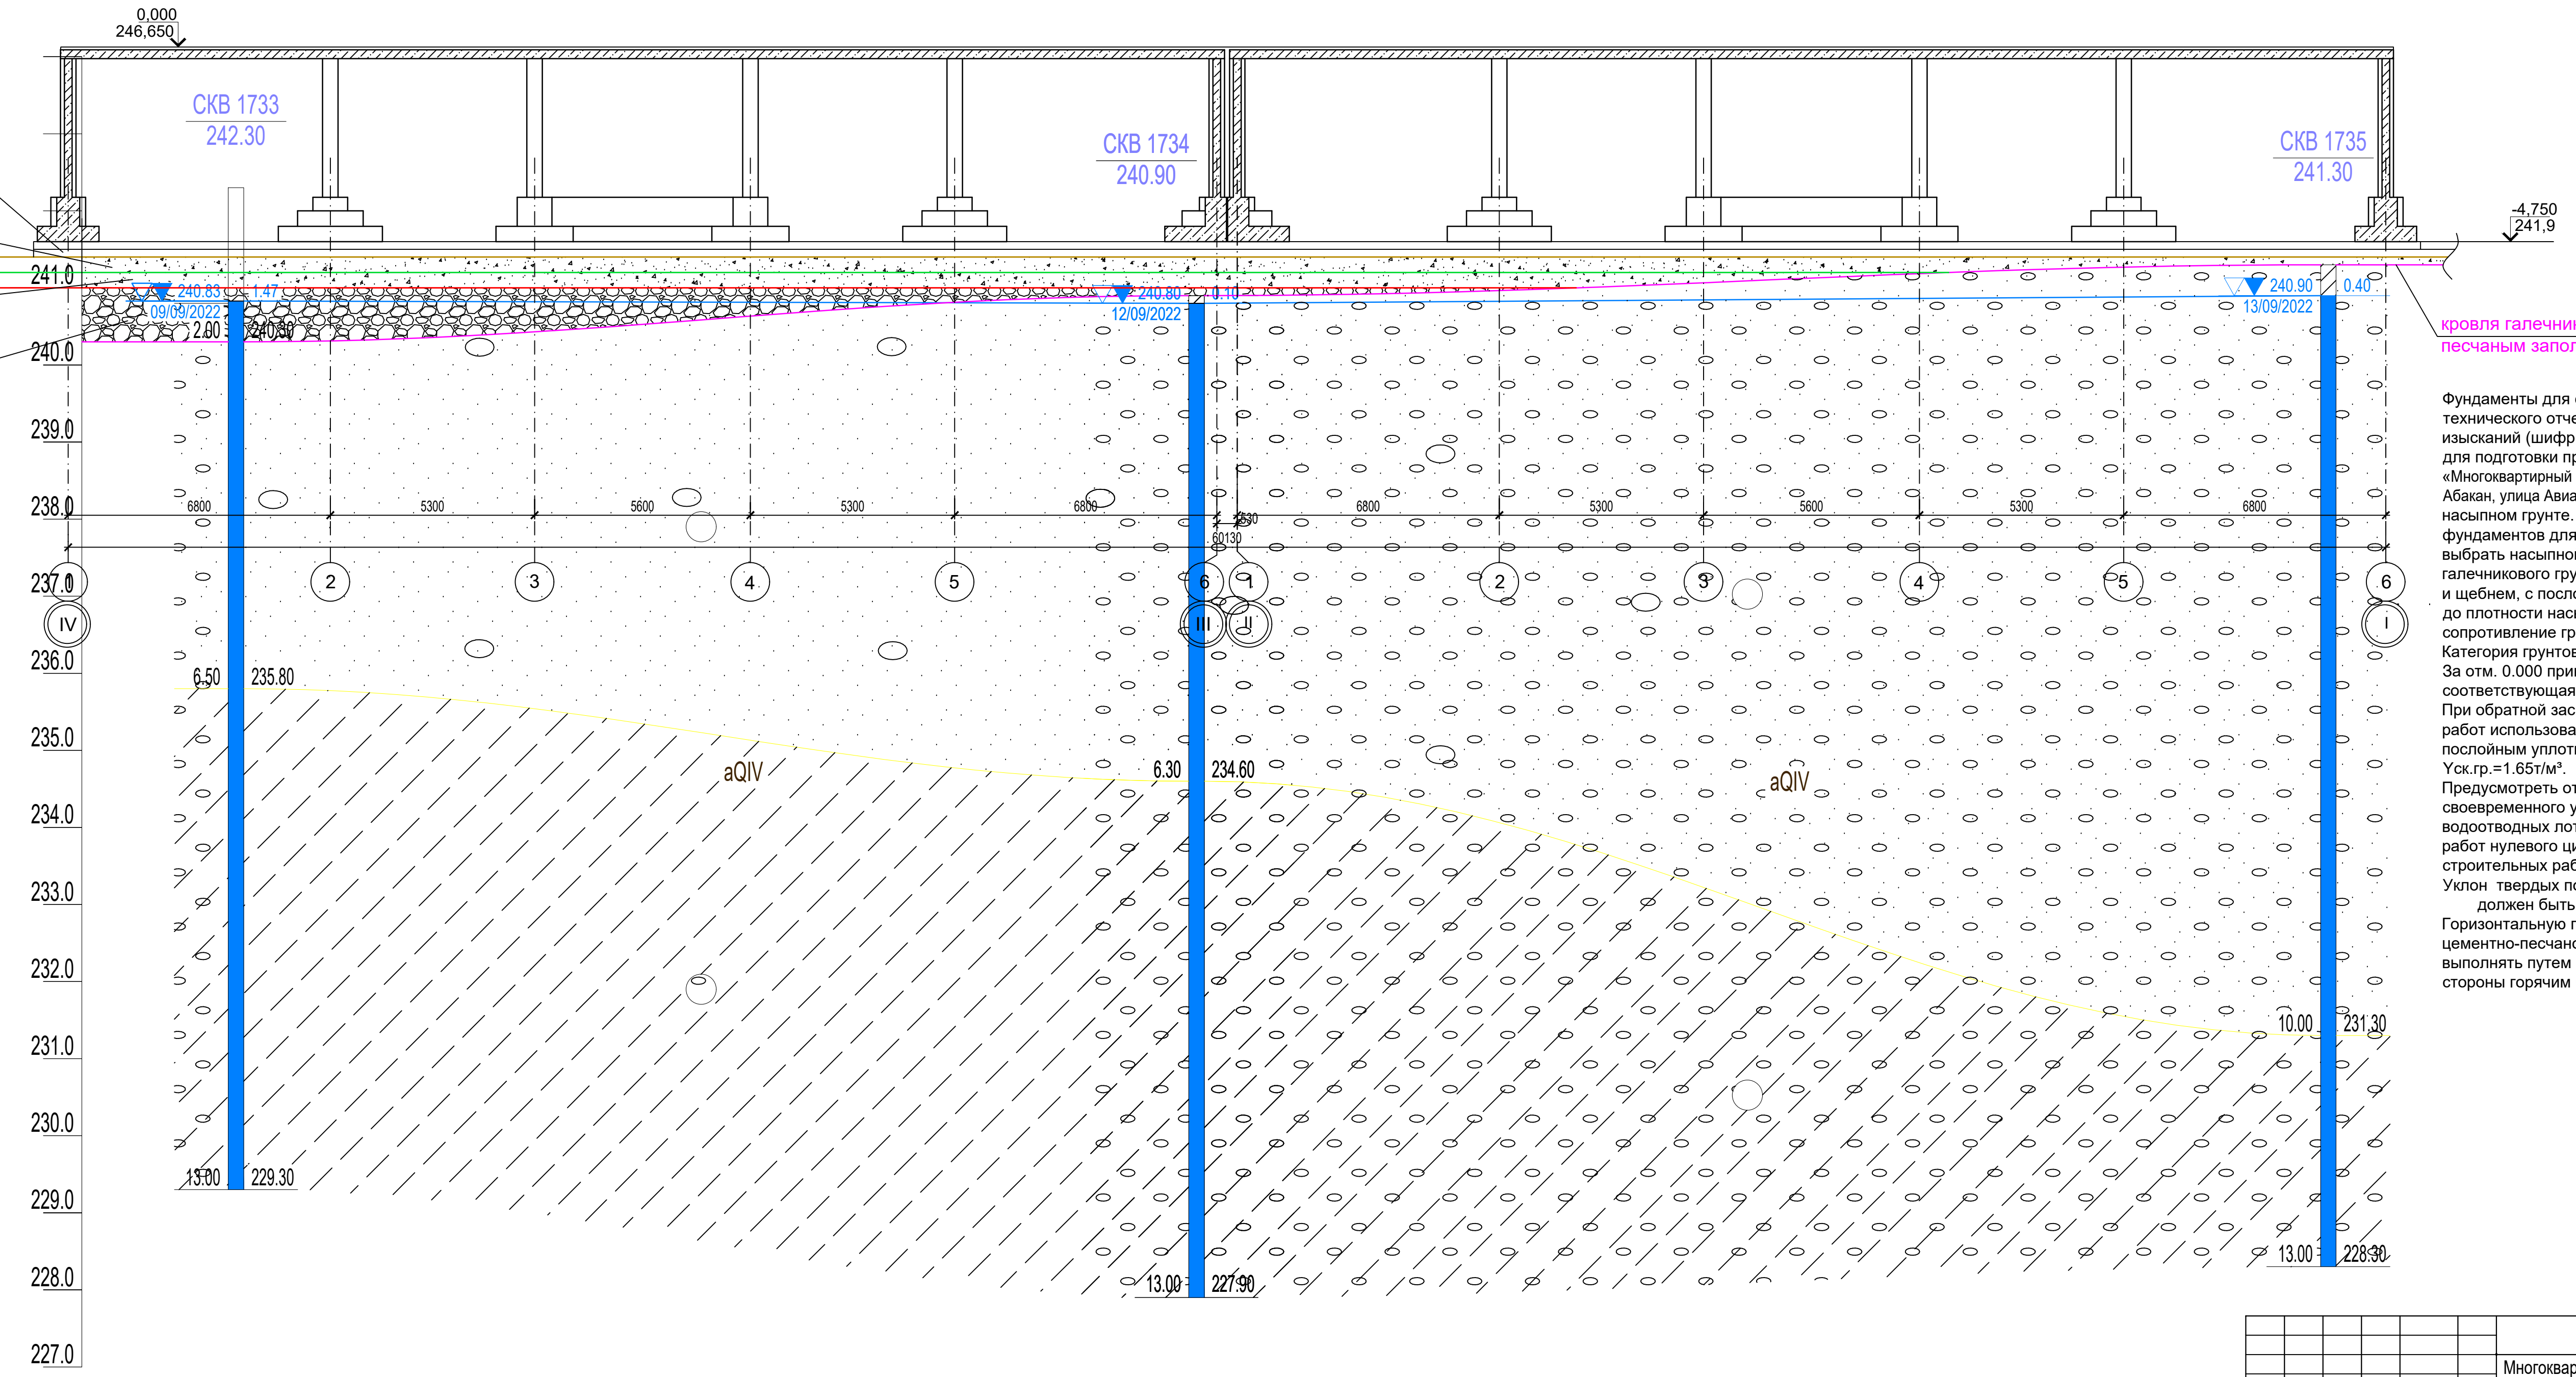 0,000
246,650
СКВ 1733
242.30
СКВ 1734
240.90
СКВ 1735
241.30
-4,750
241,9
241.0
240.0
239.0
238.0
237.0
236.0
235.0
234.0
233.0
232.0
231.0
230.0
229.0
228.0
227.0
240.83 1.47
09/09/2022
2.00 240.30
240.80 0.10
12/09/2022
240.90 0.40
13/09/2022
кровля галечник
песчаным запол
6800 5300 5600 5300 6800 530 6800 5300 5600 5300 6800
60130
1 2 3 4 5 6 1 2 3 4 5 6
IV III II I
6.50 235.80
6.30 234.60
10.00 231.30
aQIV
aQIV
13.00 229.30
13.00 227.90
13.00 228.30
Фундаменты для
технического отче
изысканий (шифр
для подготовки пр
«Многоквартирный
Абакан, улица Авиа
насыпном грунте.
фундаментов для
выбрать насыпно
галечникового гру
и щебнем, с посло
до плотности нас
сопротивление гр
Категория грунтов
За отм. 0.000 при
соответствующая
При обратной зас
работ использова
послойным уплот
Yск.гр.=1.65т/м³.
Предусмотреть от
своевременного у
водоотводных лот
работ нулевого ци
строительных раб
Уклон твердых по
должен быть
Горизонтальную г
цементно-песчано
выполнять путем
стороны горячим
Многоквар